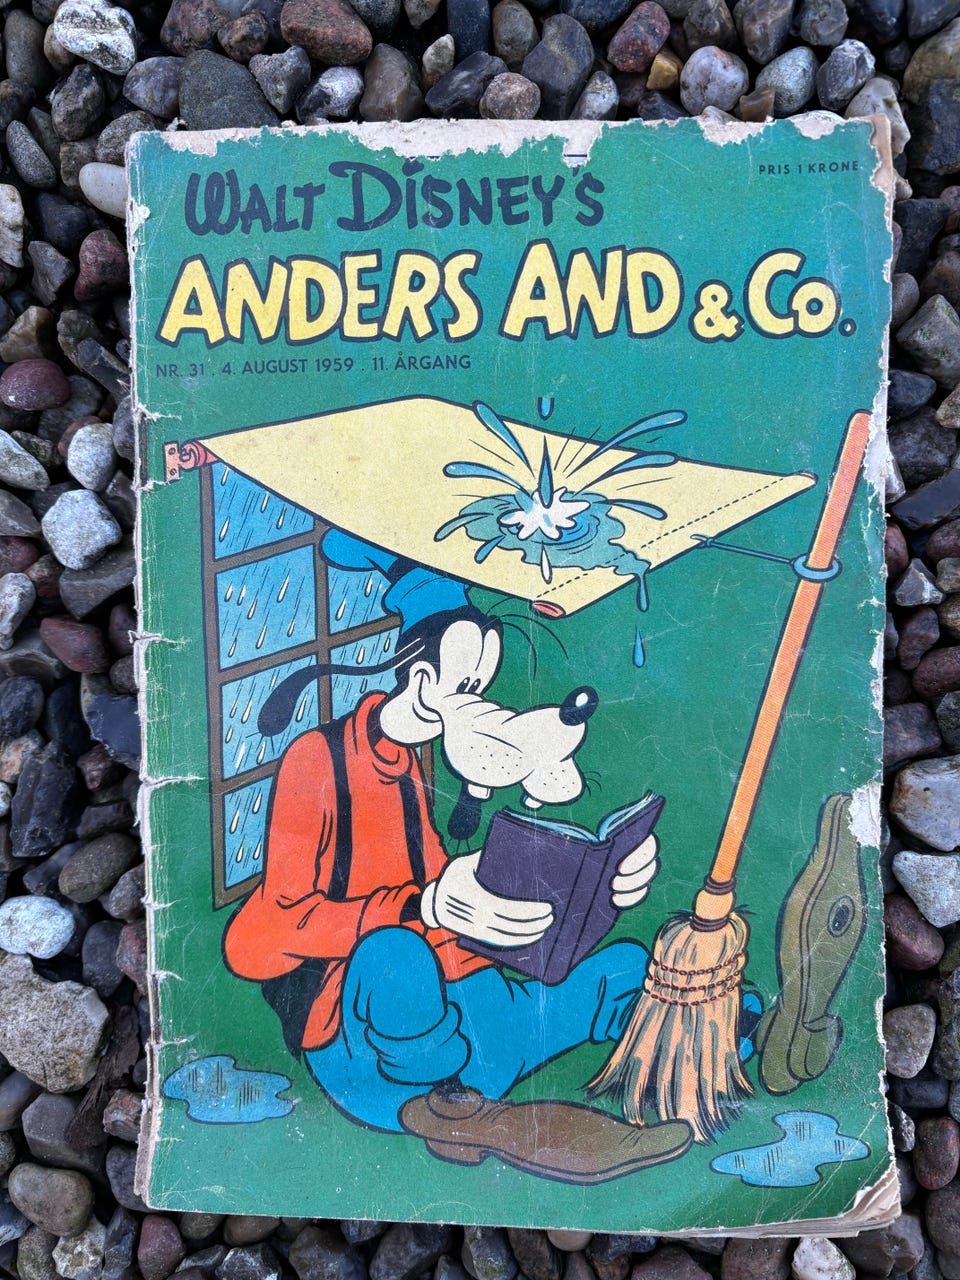 PRIS 1 KRONE
WALT DISNEY'S
ANDERS AND & Co.
NR. 31 . 4. AUGUST 1959 . 11. ÅRGANG